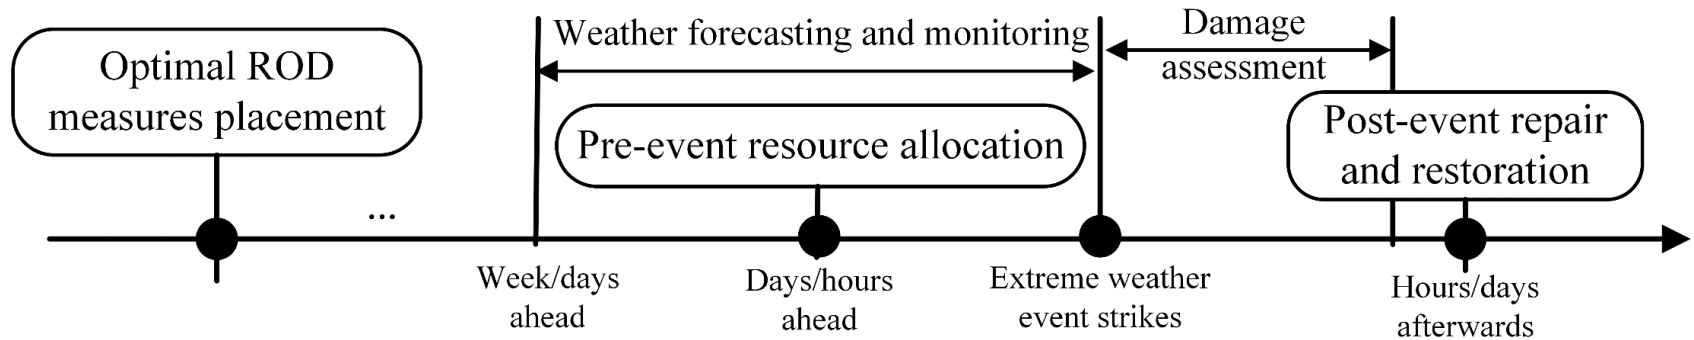 Optimal ROD
measures placement
...
Weather forecasting and monitoring
Pre-event resource allocation
Damage
assessment
Post-event repair
and restoration
Week/days
ahead
Days/hours
ahead
Extreme weather
event strikes
Hours/days
afterwards